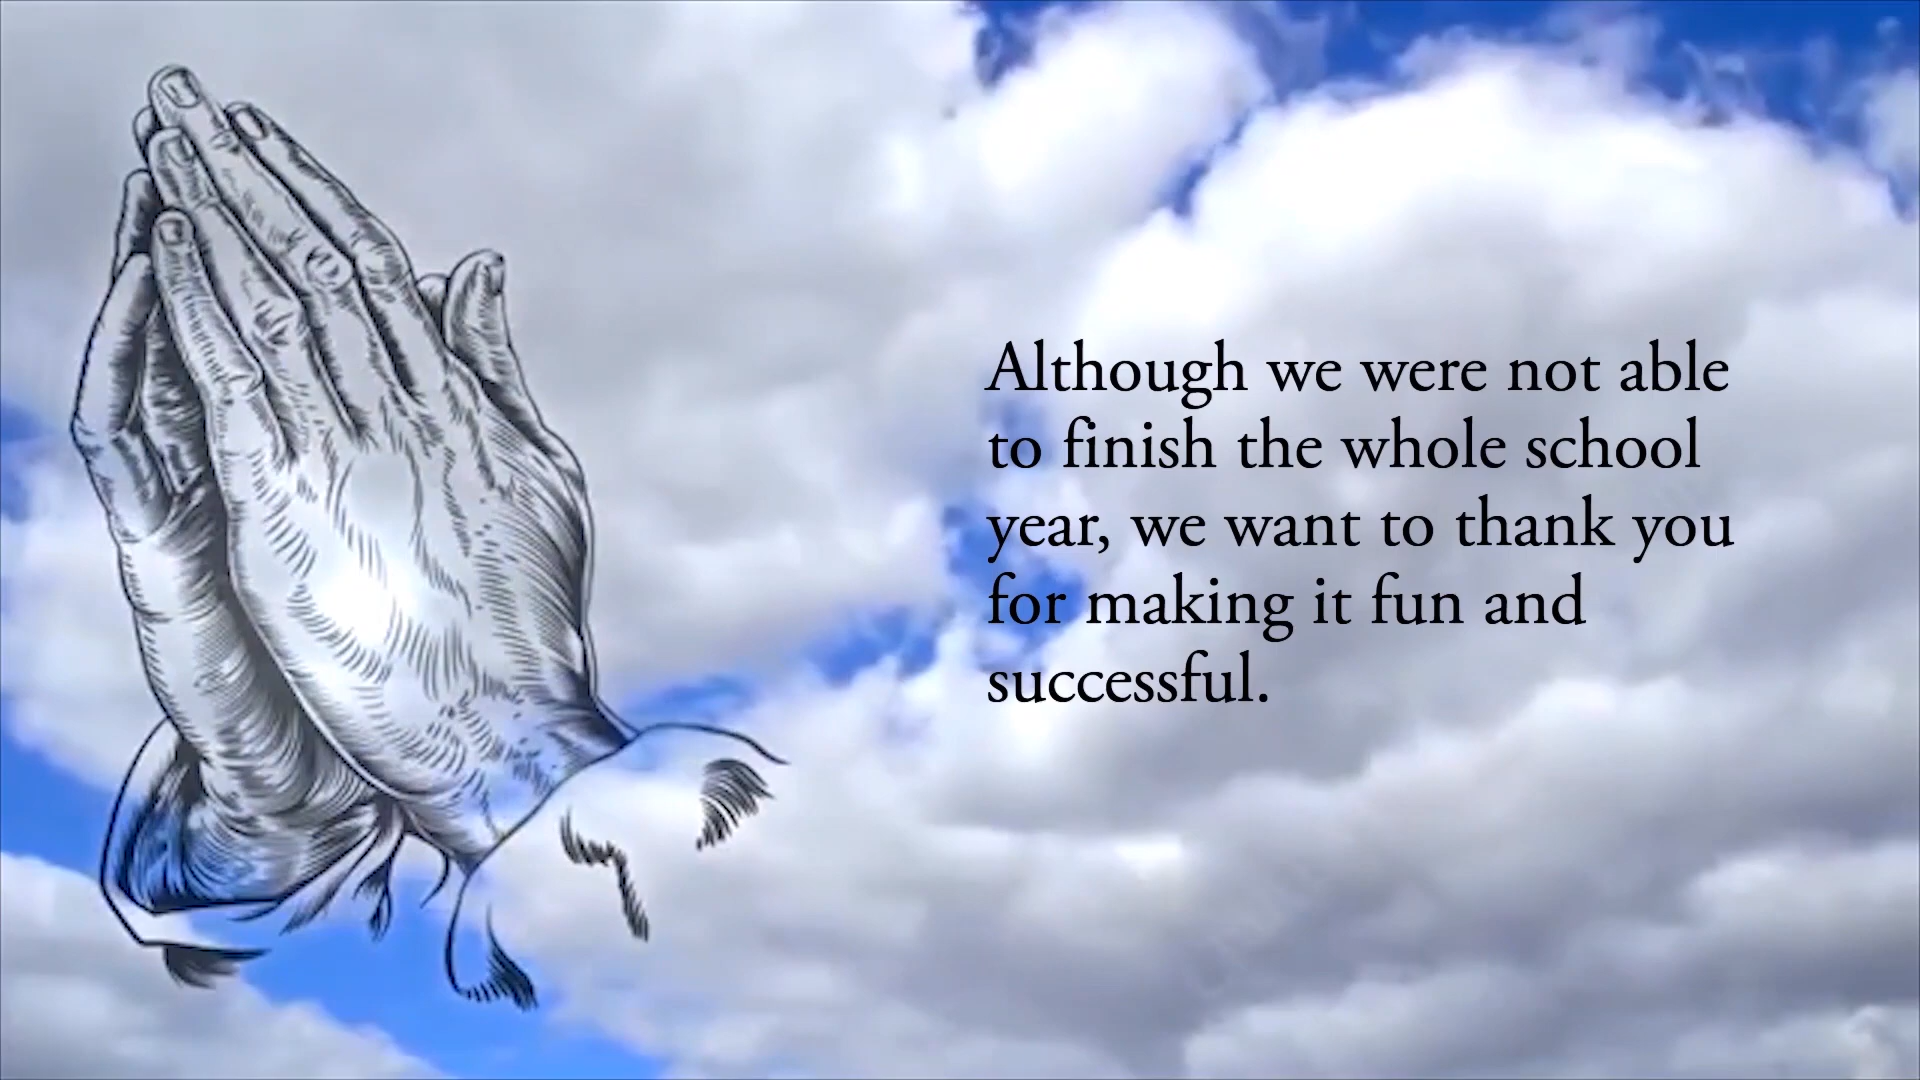 Although we were not able
to finish the whole school
year, we want to thank you
for making it fun and
successful.